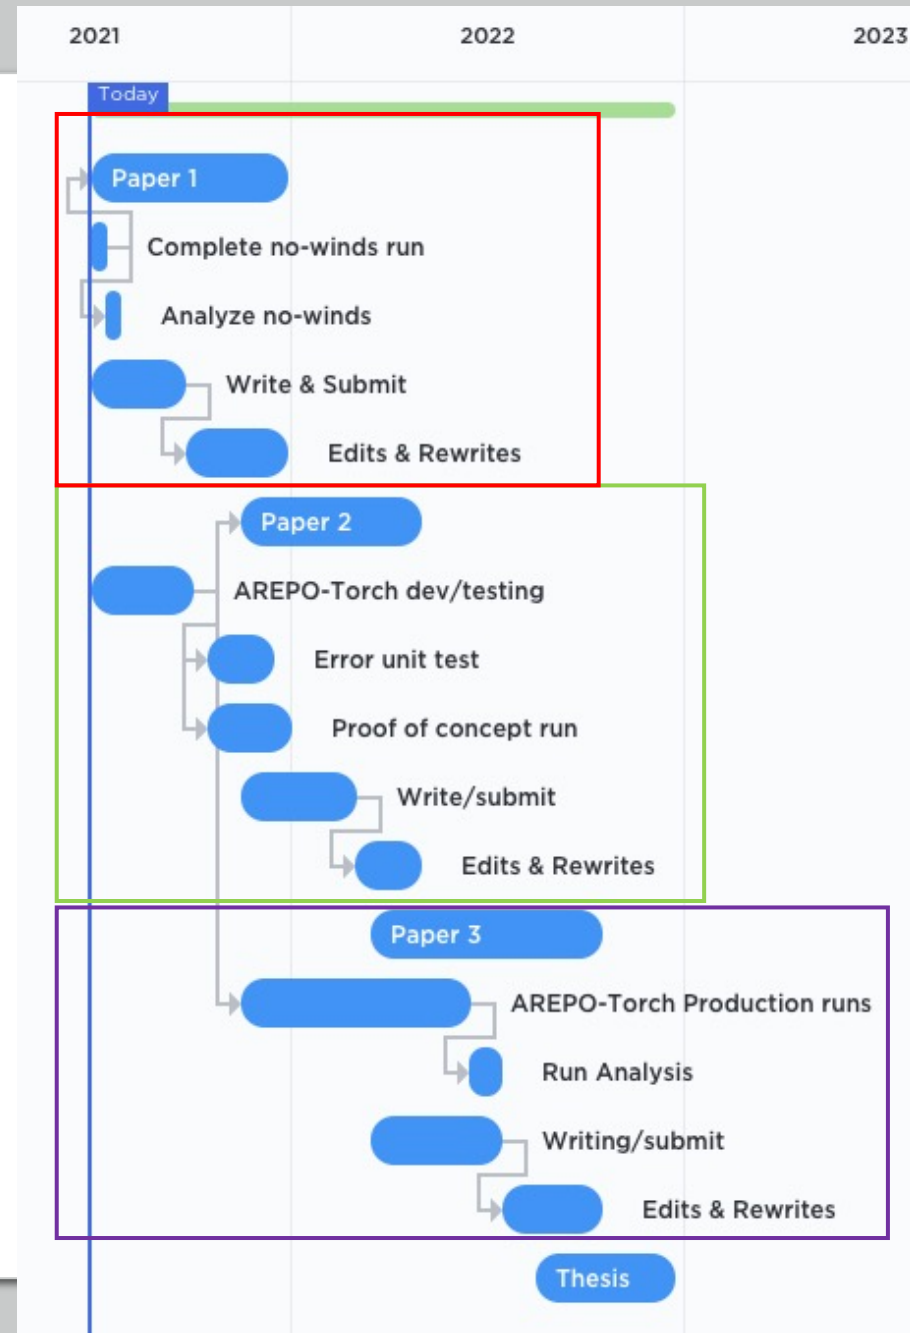 2021 2022 2023
Today
Paper 1
Complete no-winds run
Analyze no-winds
Write & Submit
Edits & Rewrites
Paper 2
AREPO-Torch dev/testing
Error unit test
Proof of concept run
Write/submit
Edits & Rewrites
Paper 3
AREPO-Torch Production runs
Run Analysis
Writing/submit
Edits & Rewrites
Thesis